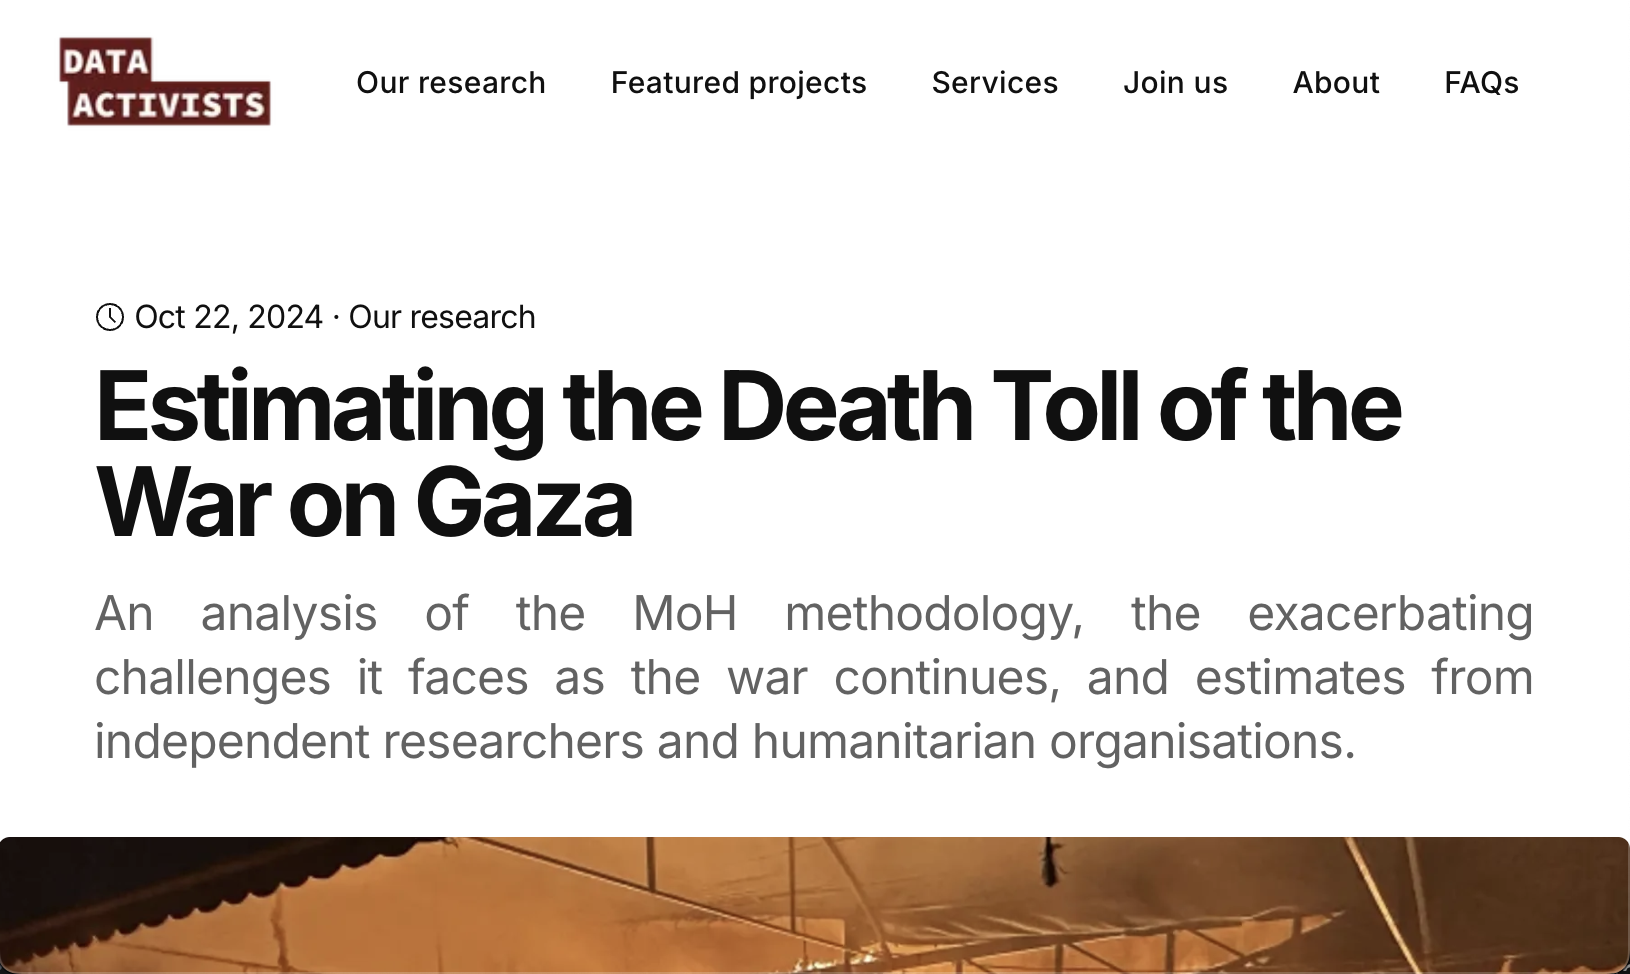 DATA
ACTIVISTS
Our research Featured projects Services Join us About FAQs
Oct 22, 2024 · Our research
Estimating the Death Toll of the
War on Gaza
An analysis of the MoH methodology, the exacerbating
challenges it faces as the war continues, and estimates from
independent researchers and humanitarian organisations.